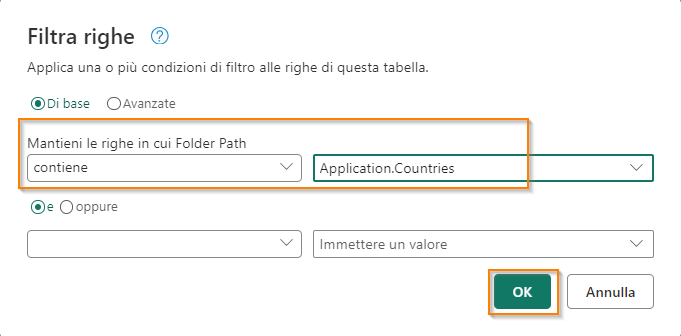 Filtra righe ?
Applica una o più condizioni di filtro alle righe di questa tabella.
Di base Avanzate
Mantieni le righe in cui Folder Path
contiene Application.Countries
e oppure
Immettere un valore
OK Annulla